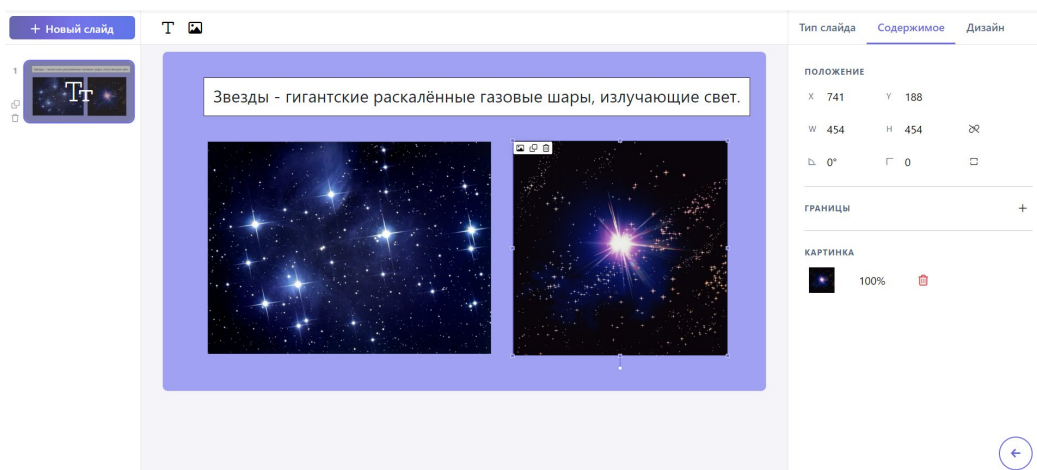 + Новый слайд
T
Тип слайда Содержимое Дизайн
1
Tт
Звезды - гигантские раскалённые газовые шары, излучающие свет.
ПОЛОЖЕНИЕ
X 741 Y 188
W 454 H 454
0° 0
ГРАНИЦЫ +
КАРТИНКА
100%